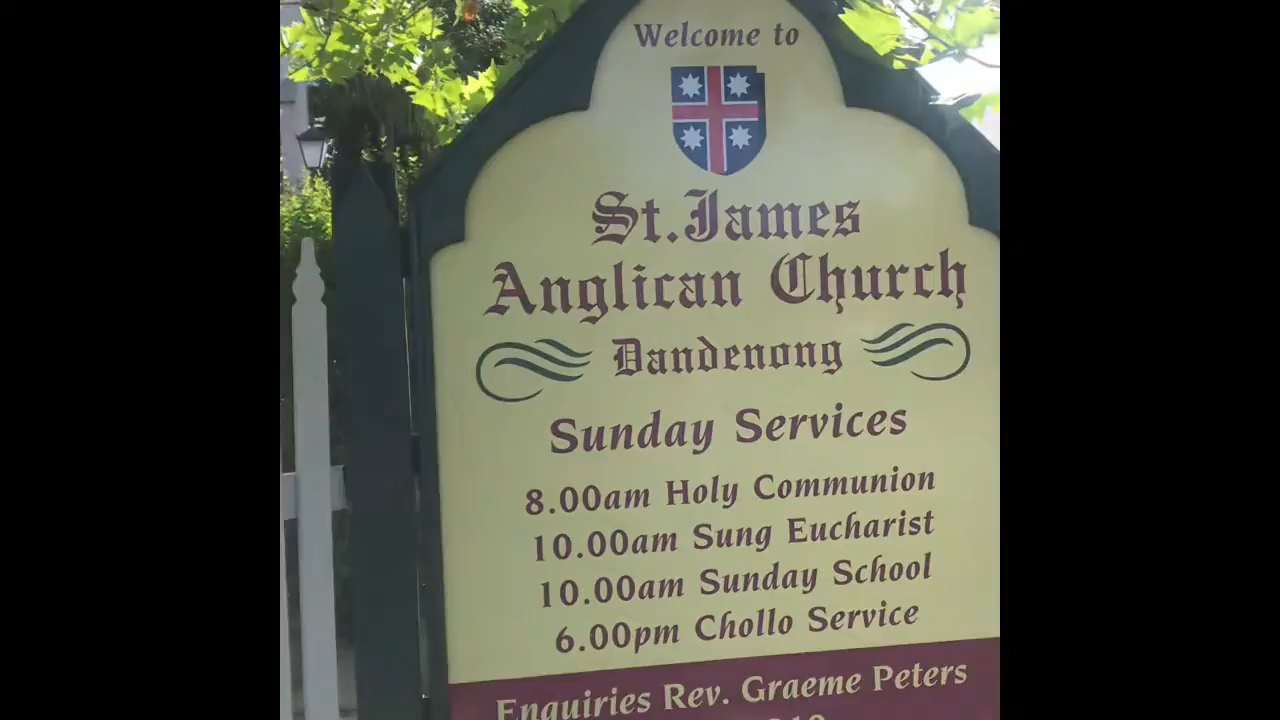 Welcome to
St. James
Anglican Church
Dandenong
Sunday Services
8.00am Holy Communion
10.00am Sung Eucharist
10.00am Sunday School
6.00pm Chollo Service
Enquiries Rev. Graeme Peters